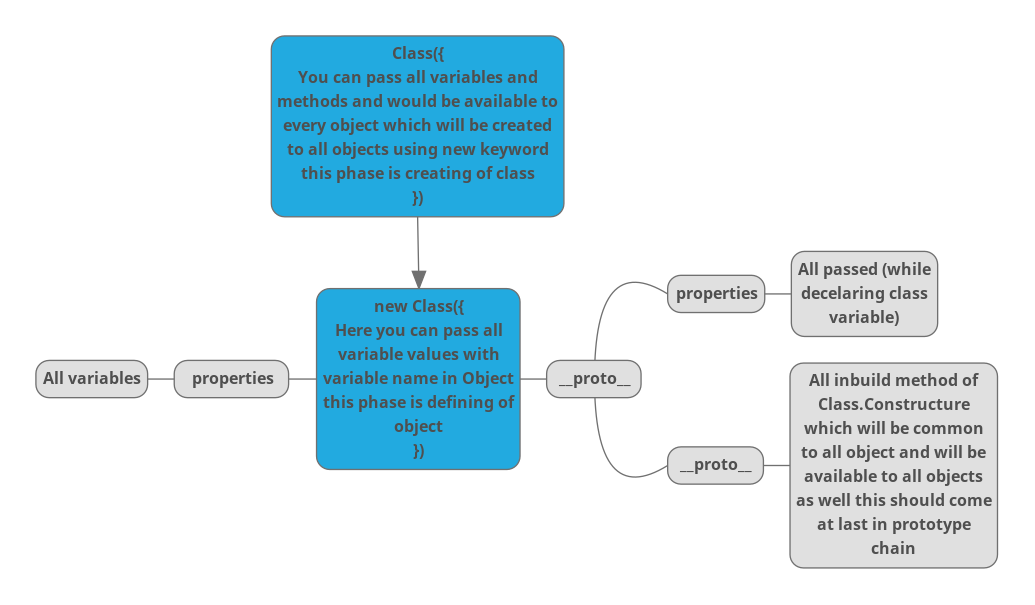 Class({
You can pass all variables and
methods and would be available to
every object which will be created
to all objects using new keyword
this phase is creating of class
})
new Class({
Here you can pass all
variable values with
variable name in Object
this phase is defining of
object
})
All variables
properties
__proto__
properties
All passed (while
decelaring class
variable)
__proto__
All inbuild method of
Class.Constructure
which will be common
to all object and will be
available to all objects
as well this should come
at last in prototype
chain